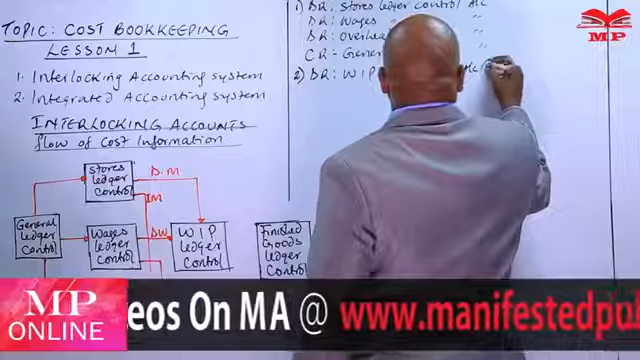 TOPIC: COST BOOKKEEPING
LESSON 1
1. Interlocking Accounting system
2. Integrated Accounting system
INTERLOCKING ACCOUNTS
flow of Cost Information
Stores
Ledger
Control
D.M
IM
General
Ledger
Control
Wages
Ledger
Control
DW
WIP
Ledger
Control
Finished
Goods
Ledger
Control
1) DR: Stores ledger control A/c
DR: Wages "
DR: Overhea "
CR - Gener "
2) DR: WIP A/c
MP
MP
ONLINE
eos On MA @ www.manifestedpu